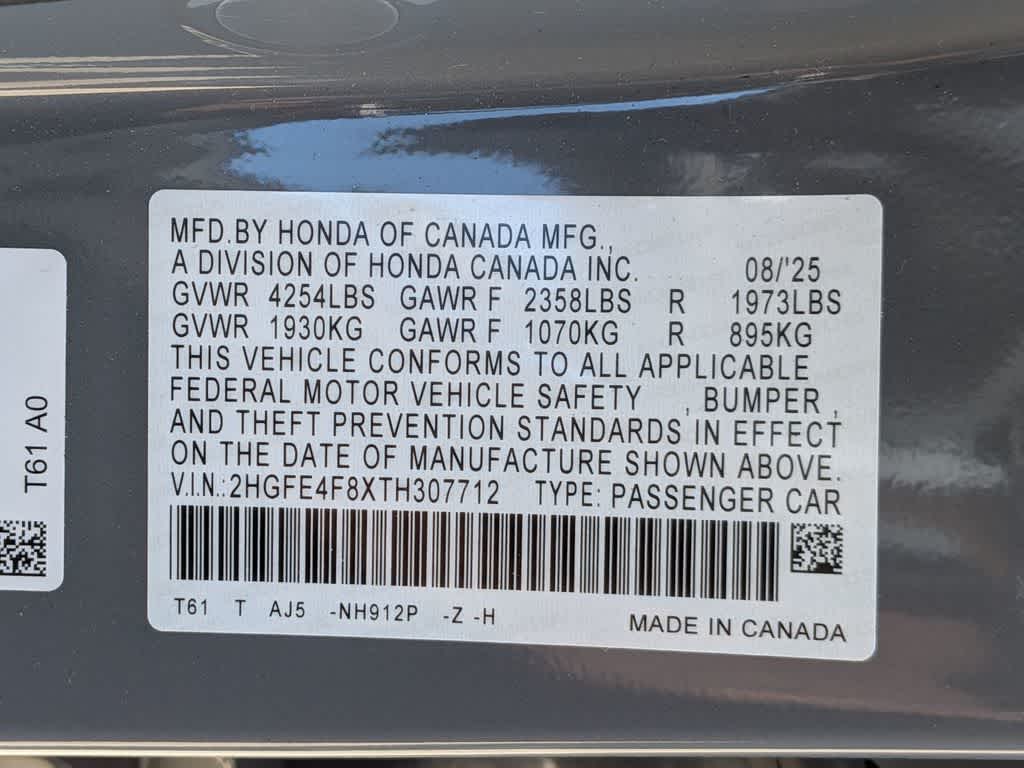 MFD.BY HONDA OF CANADA MFG.,
A DIVISION OF HONDA CANADA INC. 08/'25
GVWR 4254LBS GAWR F 2358LBS R 1973LBS
GVWR 1930KG GAWR F 1070KG R 895KG
THIS VEHICLE CONFORMS TO ALL APPLICABLE
FEDERAL MOTOR VEHICLE SAFETY , BUMPER ,
AND THEFT PREVENTION STANDARDS IN EFFECT
ON THE DATE OF MANUFACTURE SHOWN ABOVE.
V.I.N.:2HGFE4F8XTH307712 TYPE: PASSENGER CAR
T61 T AJ5 -NH912P -Z -H
MADE IN CANADA
T61 A0